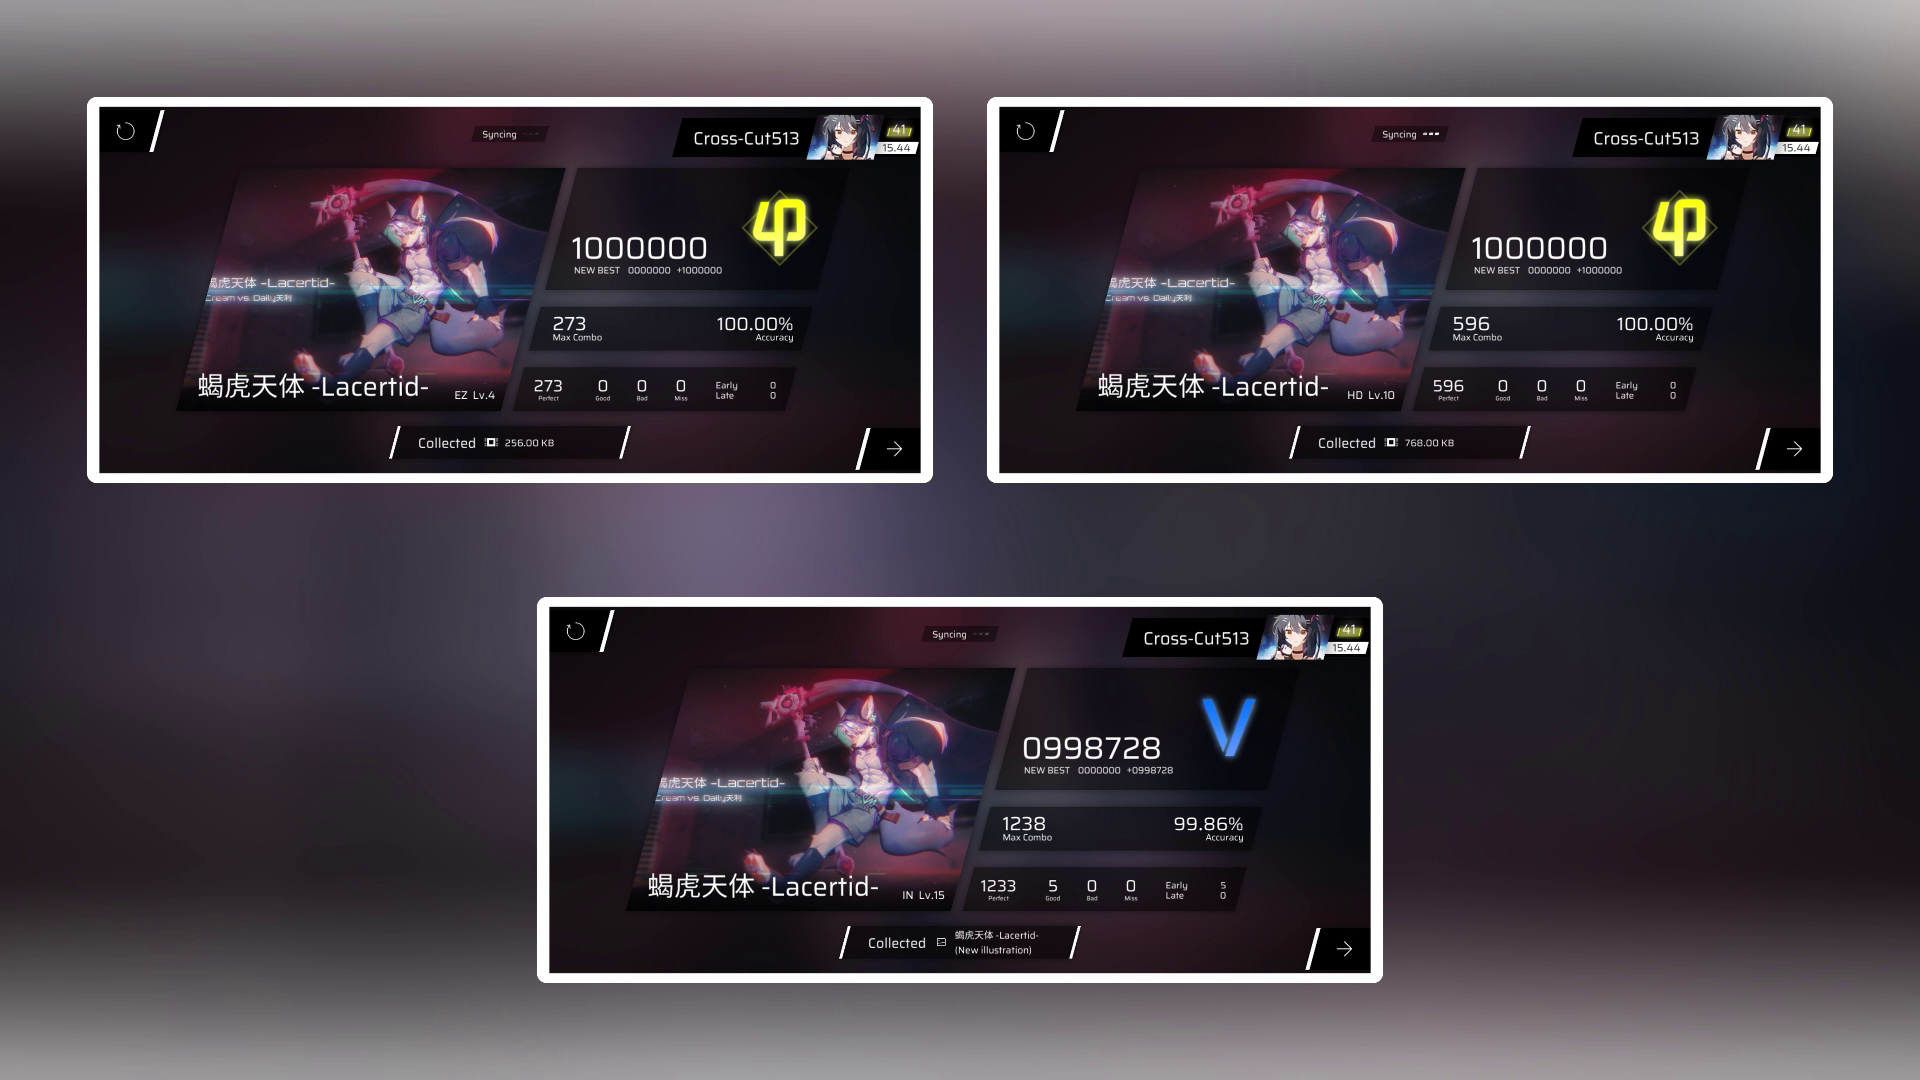 Syncing
Cross-Cut513
41
15.44
1000000
NEW BEST 0000000 +1000000
蝎虎天体 -Lacertid-
Cream vs. Daily天利
273
Max Combo
100.00%
Accuracy
蝎虎天体 -Lacertid-
EZ Lv.4
273 0 0 0 Early 0
Perfect Good Bad Miss Late 0
Collected 256.00 KB
Syncing
Cross-Cut513
41
15.44
1000000
NEW BEST 0000000 +1000000
蝎虎天体 -Lacertid-
Cream vs. Daily天利
596
Max Combo
100.00%
Accuracy
蝎虎天体 -Lacertid-
HD Lv.10
596 0 0 0 Early 0
Perfect Good Bad Miss Late 0
Collected 768.00 KB
Syncing
Cross-Cut513
41
15.44
V
0998728
NEW BEST 0000000 +0998728
蝎虎天体 -Lacertid-
Cream vs. Daily天利
1238
Max Combo
99.86%
Accuracy
蝎虎天体 -Lacertid-
IN Lv.15
1233 5 0 0 Early 5
Perfect Good Bad Miss Late 0
Collected
蝎虎天体 -Lacertid-
(New illustration)